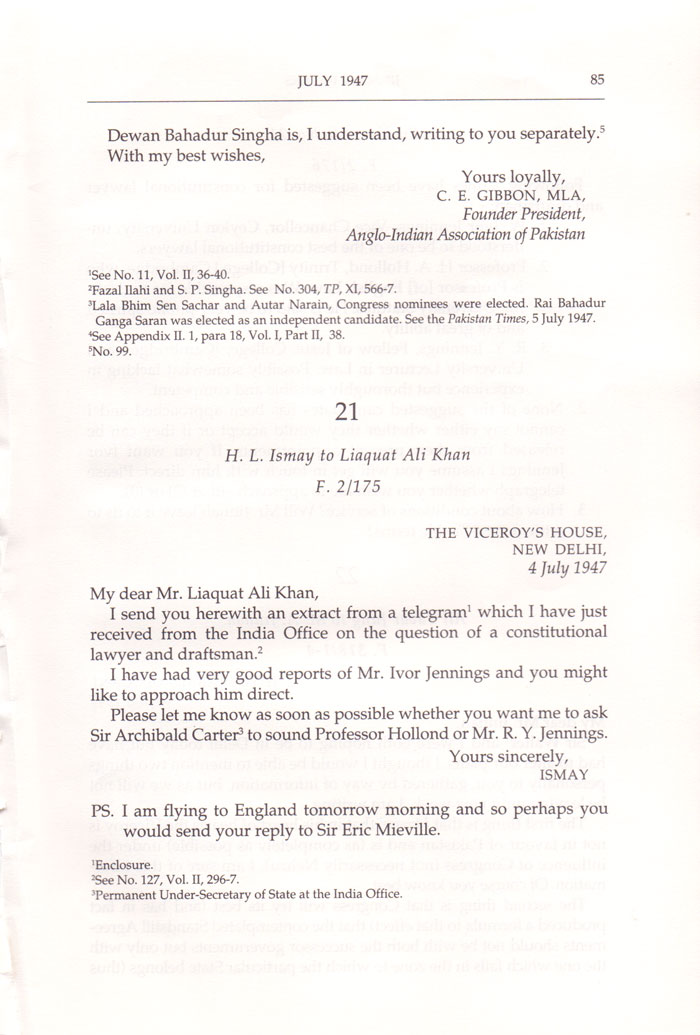 JULY 1947 85
Dewan Bahadur Singha is, I understand, writing to you separately.⁵
With my best wishes,
Yours loyally,
C. E. GIBBON, MLA,
Founder President,
Anglo-Indian Association of Pakistan
¹See No. 11, Vol. II, 36-40.
²Fazal Ilahi and S. P. Singha. See No. 304, TP, XI, 566-7.
³Lala Bhim Sen Sachar and Autar Narain, Congress nominees were elected. Rai Bahadur
Ganga Saran was elected as an independent candidate. See the Pakistan Times, 5 July 1947.
⁴See Appendix II. 1, para 18, Vol. I, Part II, 38.
⁵No. 99.
21
H. L. Ismay to Liaquat Ali Khan
F. 2/175
THE VICEROY'S HOUSE,
NEW DELHI,
4 July 1947
My dear Mr. Liaquat Ali Khan,
I send you herewith an extract from a telegram¹ which I have just
received from the India Office on the question of a constitutional
lawyer and draftsman.²
I have had very good reports of Mr. Ivor Jennings and you might
like to approach him direct.
Please let me know as soon as possible whether you want me to ask
Sir Archibald Carter³ to sound Professor Hollond or Mr. R. Y. Jennings.
Yours sincerely,
ISMAY
PS. I am flying to England tomorrow morning and so perhaps you
would send your reply to Sir Eric Mieville.
¹Enclosure.
²See No. 127, Vol. II, 296-7.
³Permanent Under-Secretary of State at the India Office.